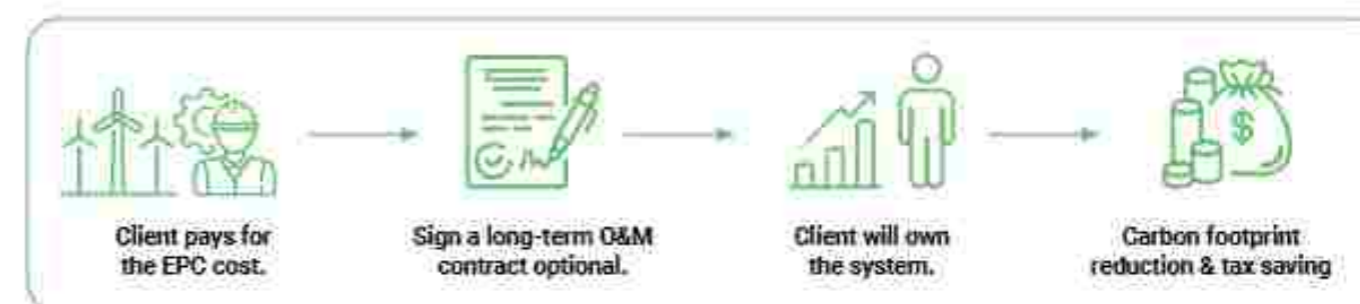 $
Client pays for
the EPC cost.
Sign a long-term O&M
contract optional.
Client will own
the system.
Carbon footprint
reduction & tax saving